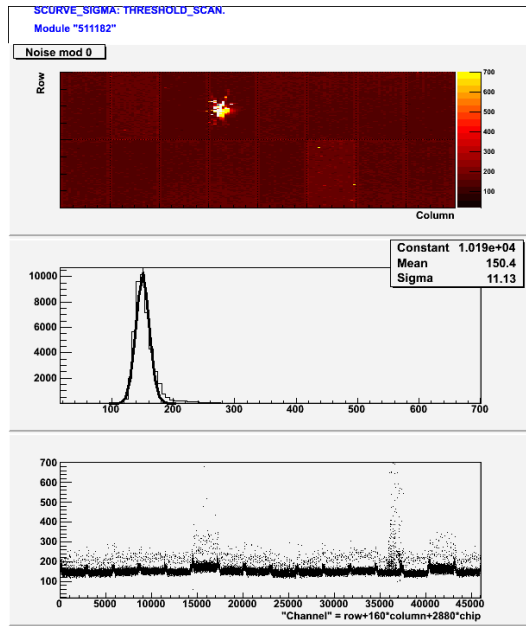 SCURVE_SIGMA: THRESHOLD_SCAN.
Module "511182"
Noise mod 0
Row
700
600
500
400
300
200
100
Column
Constant 1.019e+04
Mean 150.4
Sigma 11.13
10000
8000
6000
4000
2000
100 200 300 400 500 600 700
700
600
500
400
300
200
100
0 5000 10000 15000 20000 25000 30000 35000 40000 45000
"Channel" = row+160*column+2880*chip